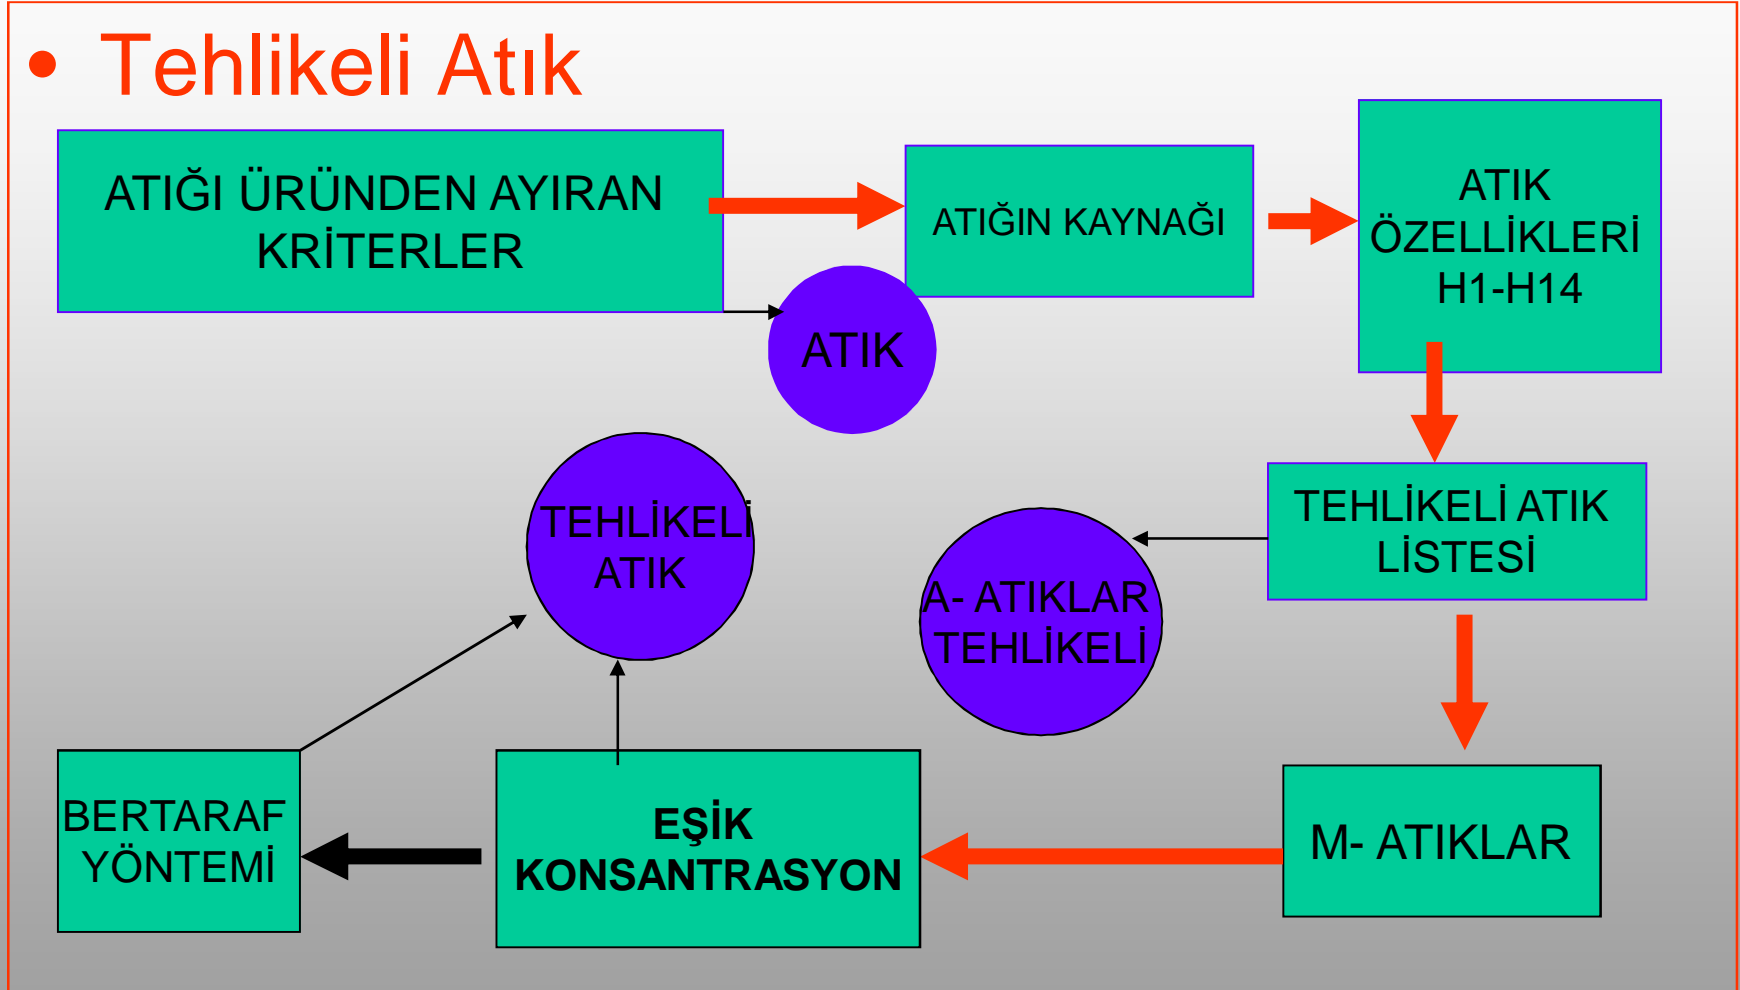 • Tehlikeli Atık
ATIĞI ÜRÜNDEN AYIRAN
KRİTERLER
ATIĞIN KAYNAĞI
ATIK
ÖZELLİKLERİ
H1-H14
ATIK
TEHLİKELİ
ATIK
A- ATIKLAR
TEHLİKELİ
TEHLİKELİ ATIK
LİSTESİ
BERTARAF
YÖNTEMİ
EŞİK
KONSANTRASYON
M- ATIKLAR